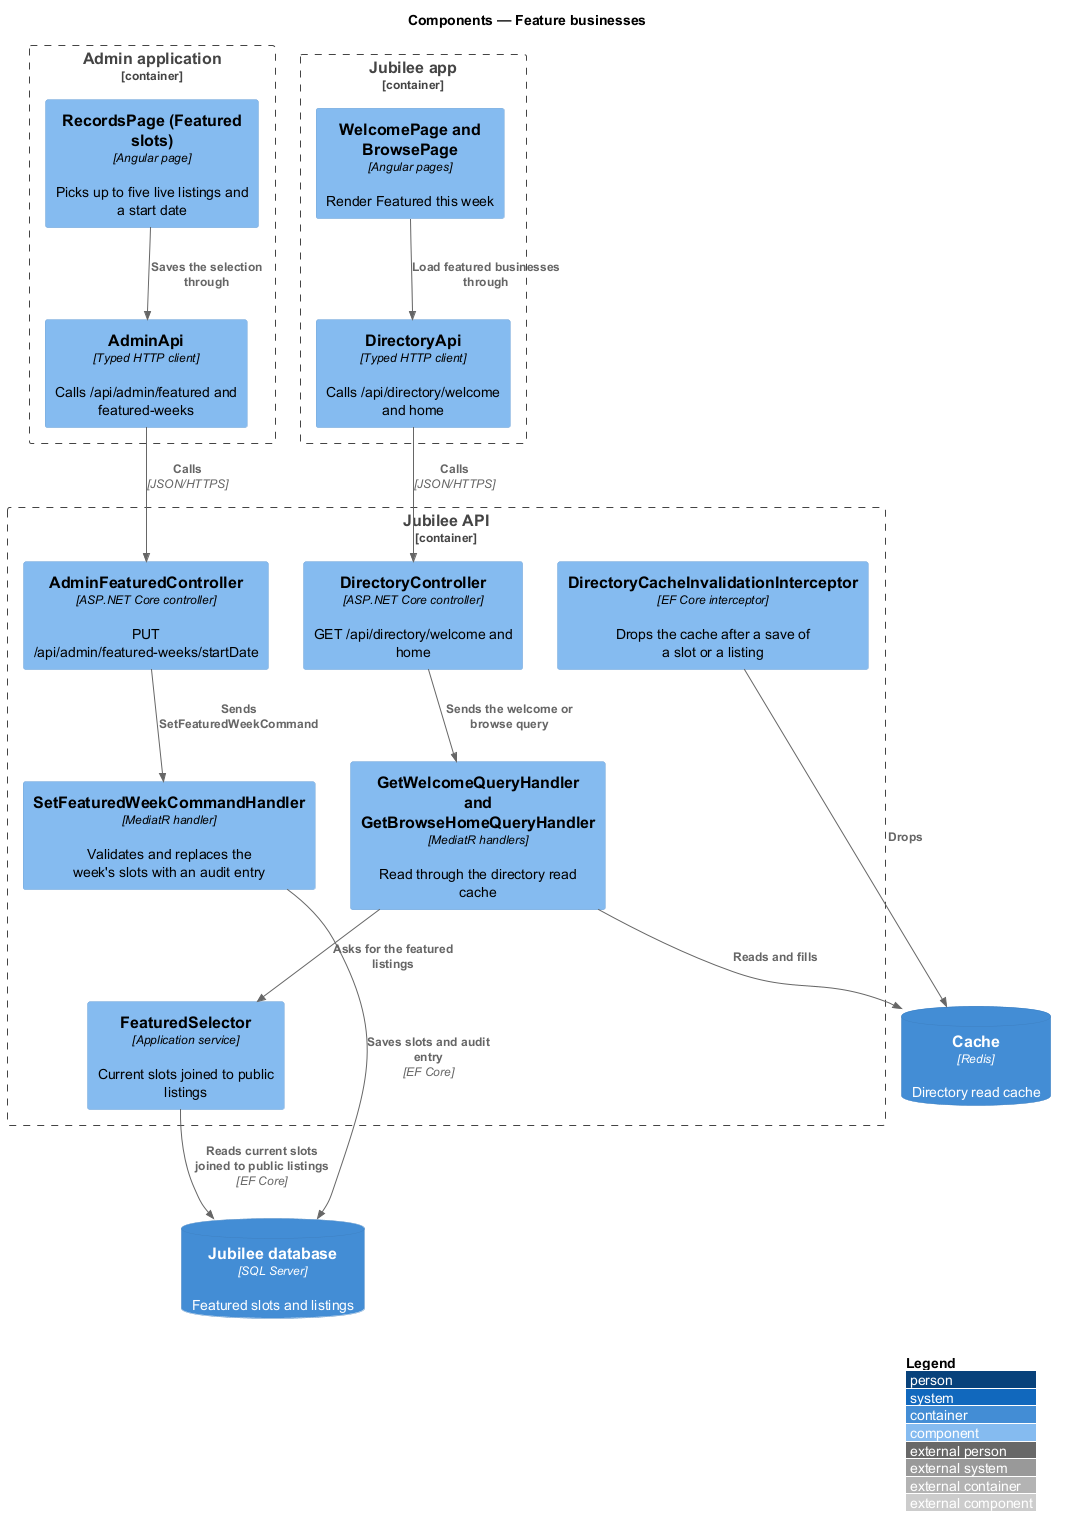 Components — Feature businesses
Admin application
[container]
RecordsPage (Featured
slots)
[Angular page]
Picks up to five live listings and
a start date
Saves the selection
through
AdminApi
[Typed HTTP client]
Calls /api/admin/featured and
featured-weeks
Jubilee app
[container]
WelcomePage and
BrowsePage
[Angular pages]
Render Featured this week
Load featured businesses
through
DirectoryApi
[Typed HTTP client]
Calls /api/directory/welcome
and home
Calls
[JSON/HTTPS]
Calls
[JSON/HTTPS]
Jubilee API
[container]
AdminFeaturedController
[ASP.NET Core controller]
PUT
/api/admin/featured-weeks/startDate
DirectoryController
[ASP.NET Core controller]
GET /api/directory/welcome and
home
DirectoryCacheInvalidationInterceptor
[EF Core interceptor]
Drops the cache after a save of
a slot or a listing
Sends
SetFeaturedWeekCommand
Sends the welcome or
browse query
SetFeaturedWeekCommandHandler
[MediatR handler]
Validates and replaces the
week's slots with an audit entry
GetWelcomeQueryHandler
and
GetBrowseHomeQueryHandler
[MediatR handlers]
Read through the directory read
cache
Drops
Asks for the featured
listings
Reads and fills
FeaturedSelector
[Application service]
Current slots joined to public
listings
Saves slots and audit
entry
[EF Core]
Cache
[Redis]
Directory read cache
Reads current slots
joined to public listings
[EF Core]
Jubilee database
[SQL Server]
Featured slots and listings
Legend
person
system
container
component
external person
external system
external container
external component